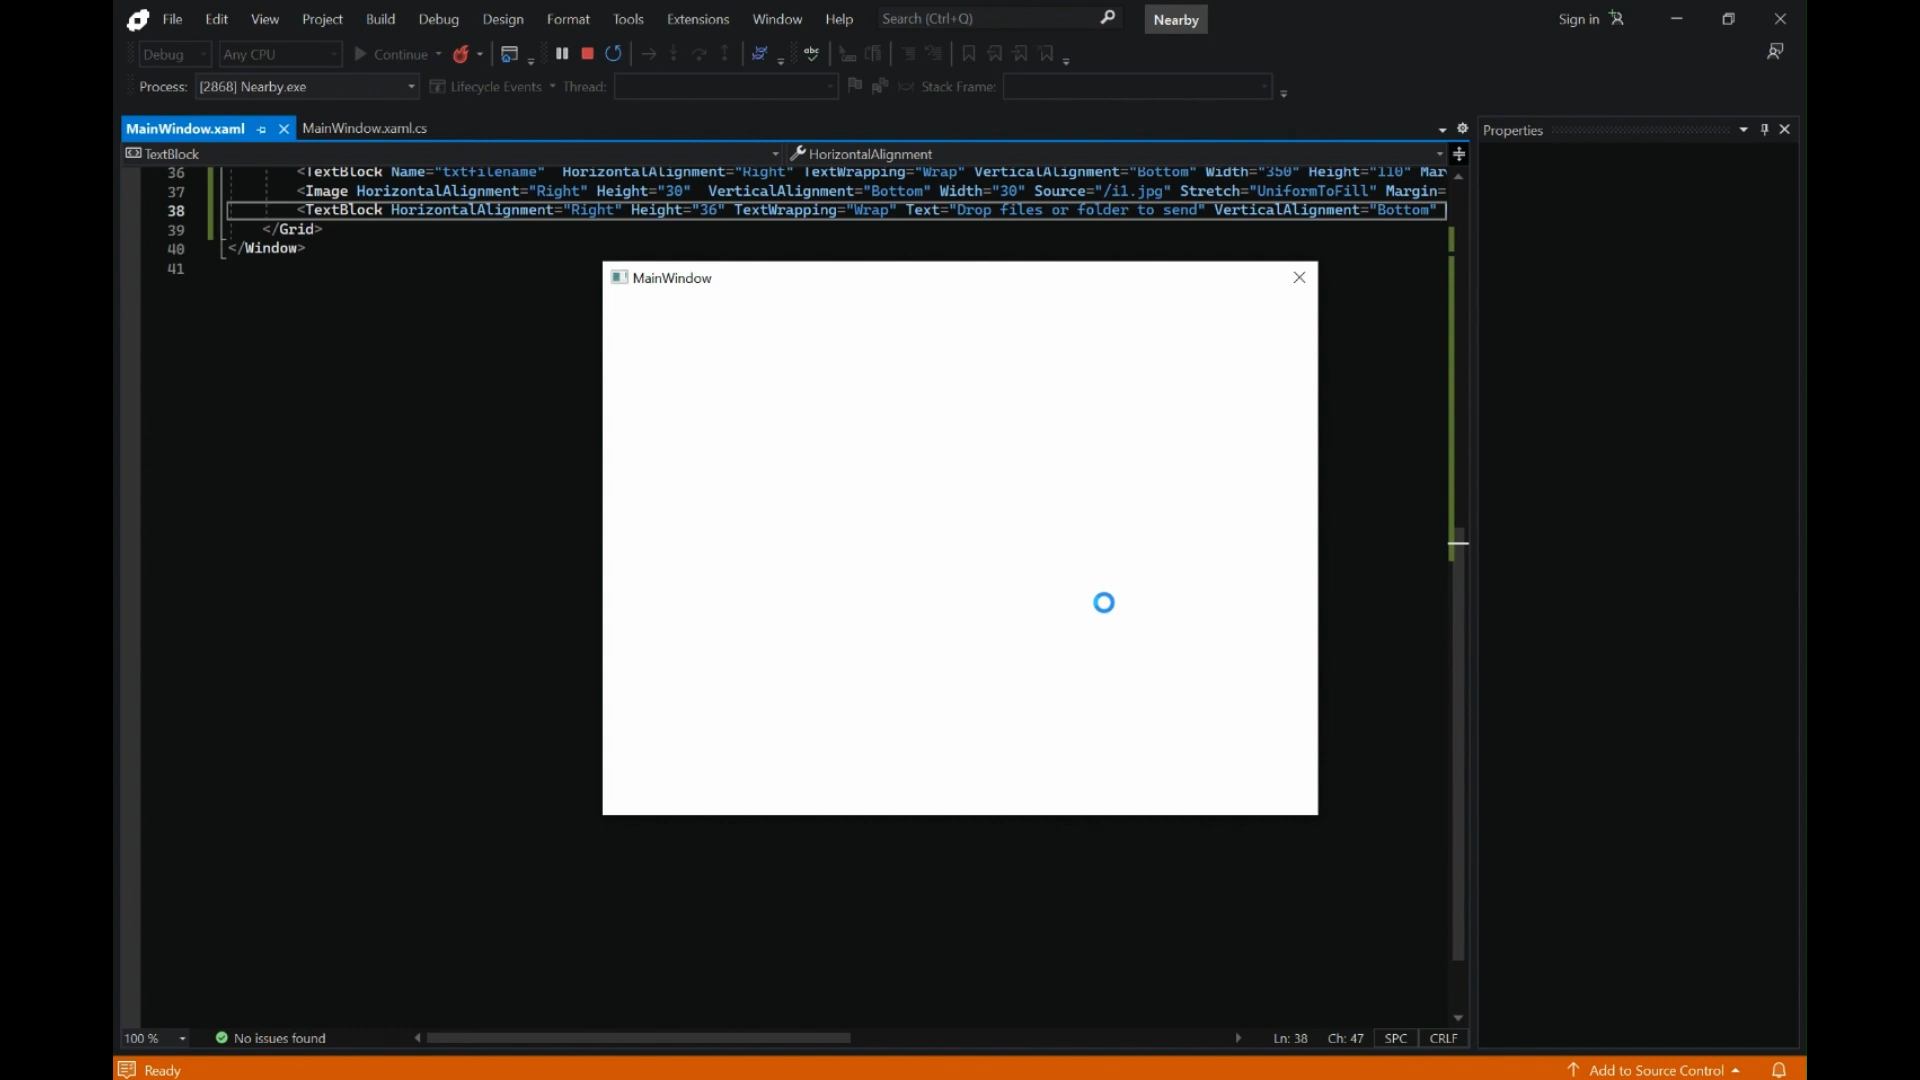 File Edit View Project Build Debug Design Format Tools Extensions Window Help Search (Ctrl+Q) Nearby Sign in
Debug Any CPU Continue
Process: [2868] Nearby.exe Lifecycle Events Thread: Stack Frame:
MainWindow.xaml MainWindow.xaml.cs Properties
TextBlock HorizontalAlignment
36 <TextBlock Name="txtfilename" HorizontalAlignment="Right" TextWrapping="Wrap" VerticalAlignment="Bottom" Width="350" Height="110" Mar
37 <Image HorizontalAlignment="Right" Height="30" VerticalAlignment="Bottom" Width="30" Source="/i1.jpg" Stretch="UniformToFill" Margin=
38 <TextBlock HorizontalAlignment="Right" Height="36" TextWrapping="Wrap" Text="Drop files or folder to send" VerticalAlignment="Bottom"
39 </Grid>
40 </Window>
41
MainWindow
100 % No issues found Ln: 38 Ch: 47 SPC CRLF
Ready Add to Source Control